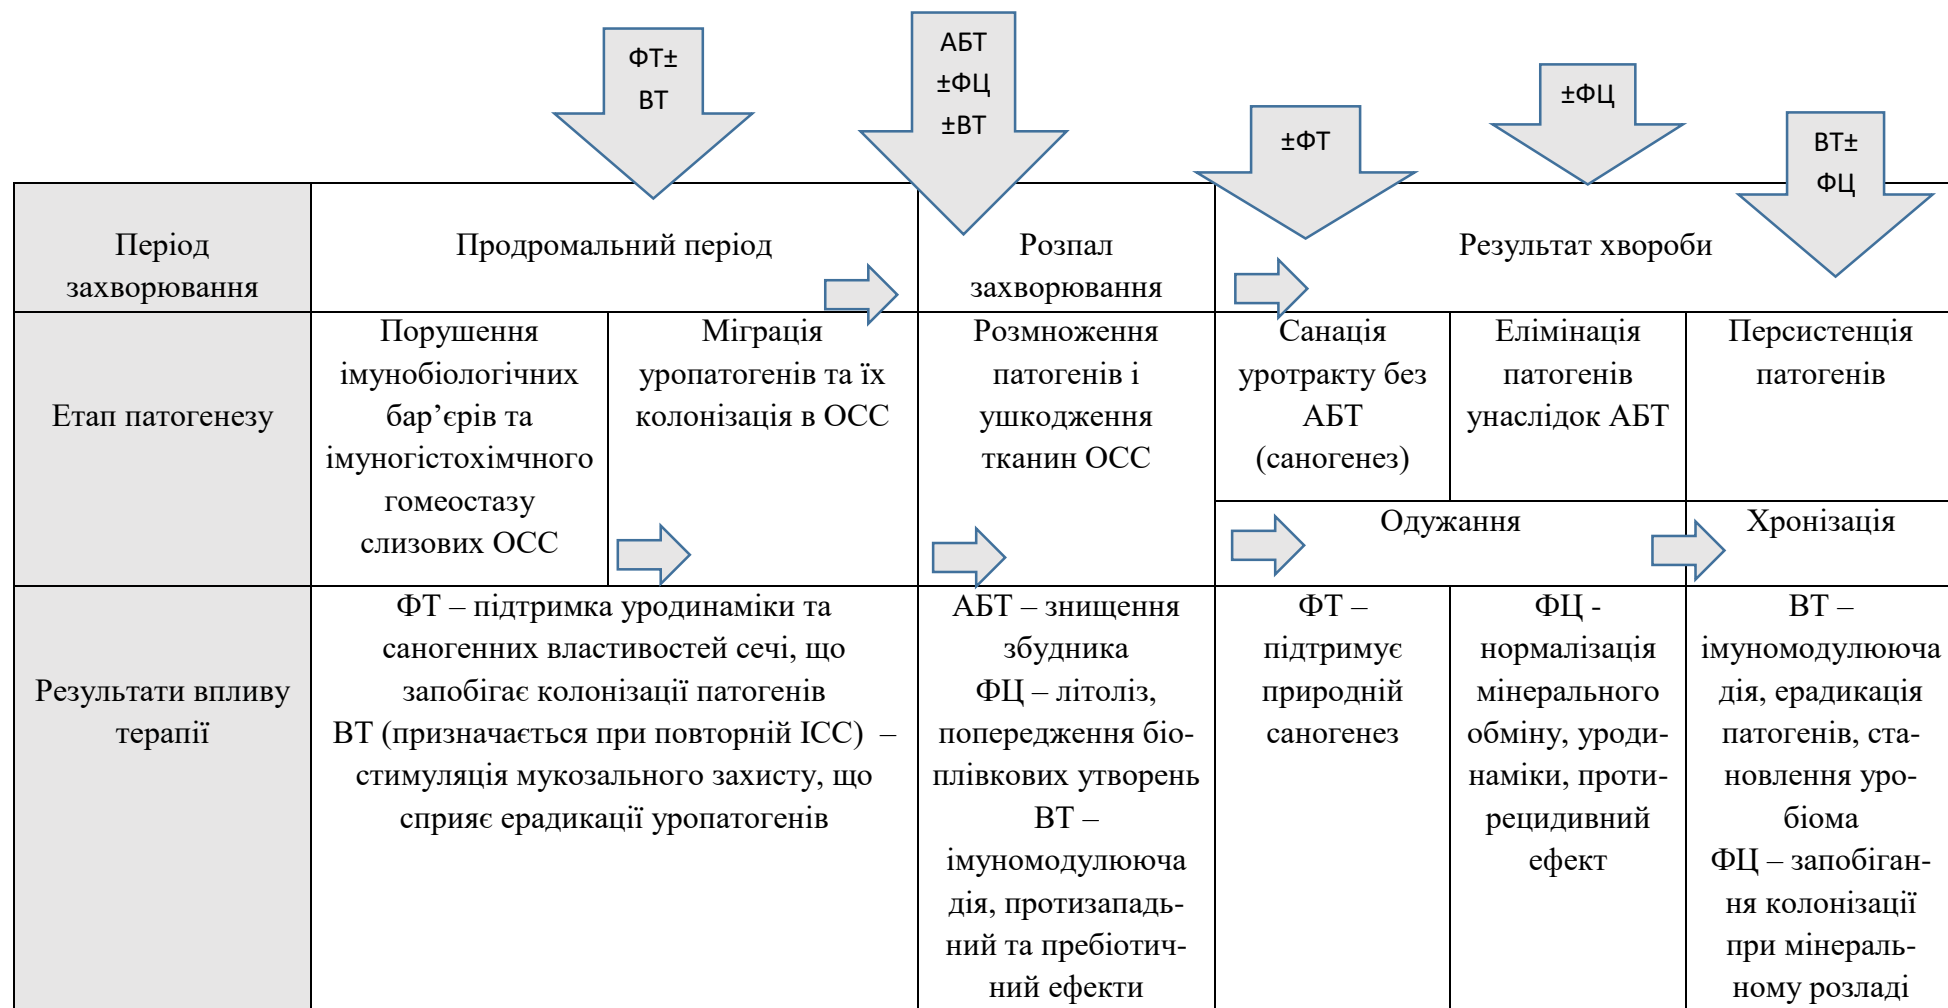 ФТ±
ВТ
АБТ
±ФЦ
±ВТ
±ФТ
±ФЦ
ВТ±
ФЦ
Період
захворювання
Продромальний період
Розпал
захворювання
Результат хвороби
Етап патогенезу
Порушення
імунобіологічних
бар’єрів та
імуногістохімчного
гомеостазу
слизових ОСС
Міграція
уропатогенів та їх
колонізація в ОСС
Розмноження
патогенів і
ушкодження
тканин ОСС
Санація
уротракту без
АБТ
(саногенез)
Елімінація
патогенів
унаслідок АБТ
Персистенція
патогенів
Одужання
Хронізація
Результати впливу
терапії
ФТ – підтримка уродинаміки та
саногенних властивостей сечі, що
запобігає колонізації патогенів
ВТ (призначається при повторній ІСС) –
стимуляція мукозального захисту, що
сприяє ерадикації уропатогенів
АБТ – знищення
збудника
ФЦ – літоліз,
попередження біо-
плівкових утворень
ВТ –
імуномодулююча
дія, протизападь-
ний та пребіотич-
ний ефекти
ФТ –
підтримує
природній
саногенез
ФЦ -
нормалізація
мінерального
обміну, уроди-
наміки, проти-
рецидивний
ефект
ВТ –
імуномодулююча
дія, ерадикація
патогенів, ста-
новлення уро-
біома
ФЦ – запобіган-
ня колонізації
при мінераль-
ному розладі